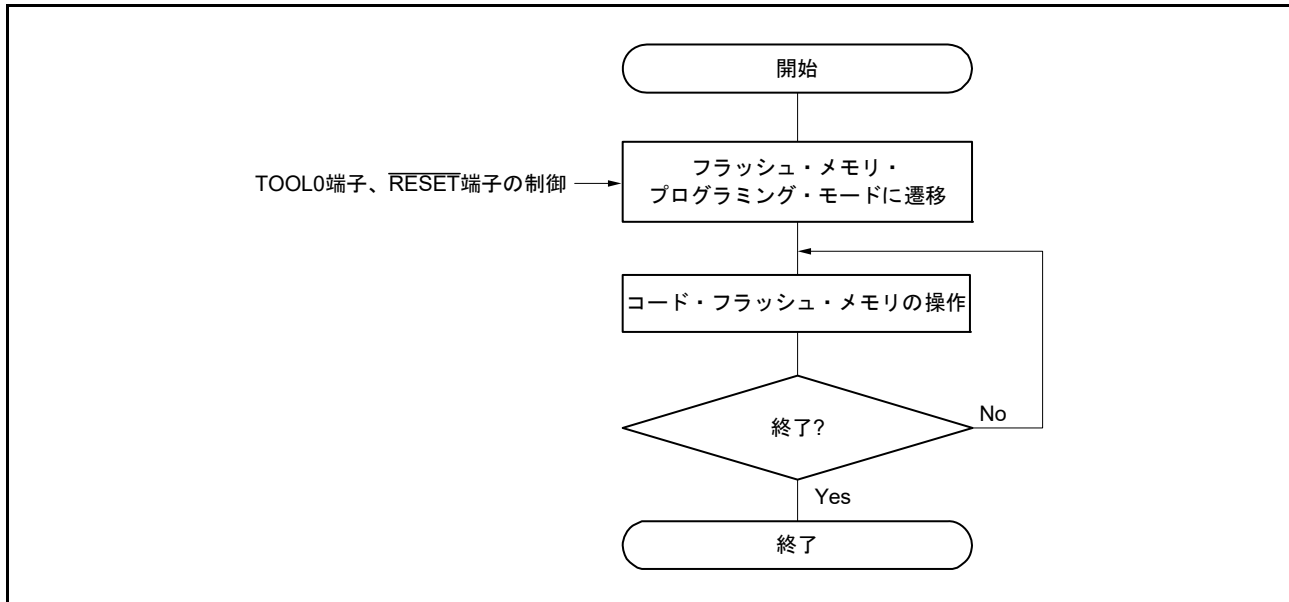 開始
TOOL0端子、RESET端子の制御
フラッシュ・メモリ・
プログラミング・モードに遷移
コード・フラッシュ・メモリの操作
終了?
No
Yes
終了